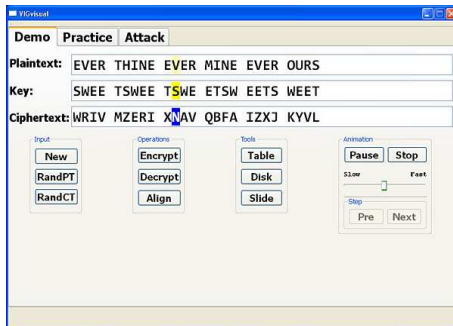 VIGvisual
Demo Practice Attack
Plaintext: EVER THINE EVER MINE EVER OURS
Key: SWEE TSWEE TSWE ETSW EETS WEET
Ciphertext: WRIV MZERI XNAV QBFA IZXJ KYVL
Input Operations Tools Animation
New Encrypt Table Pause Stop
RandPT Decrypt Disk Slow Fast
RandCT Align Slide Step
Pre Next